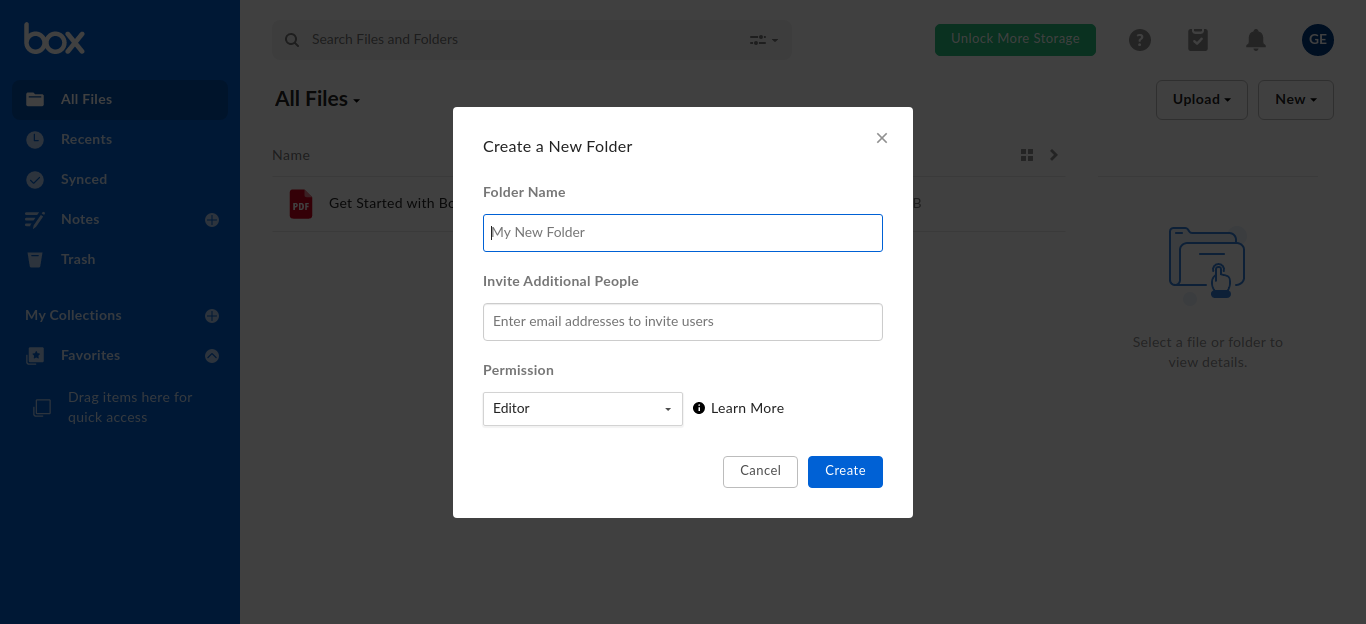 box
Search Files and Folders
Unlock More Storage
?
GE
All Files
Recents
Synced
Notes
Trash
My Collections
Favorites
Drag items here for
quick access
All Files
Upload
New
Name
PDF
Get Started with Bo
B
Select a file or folder to
view details.
Create a New Folder
Folder Name
My New Folder
Invite Additional People
Enter email addresses to invite users
Permission
Editor
Learn More
Cancel
Create